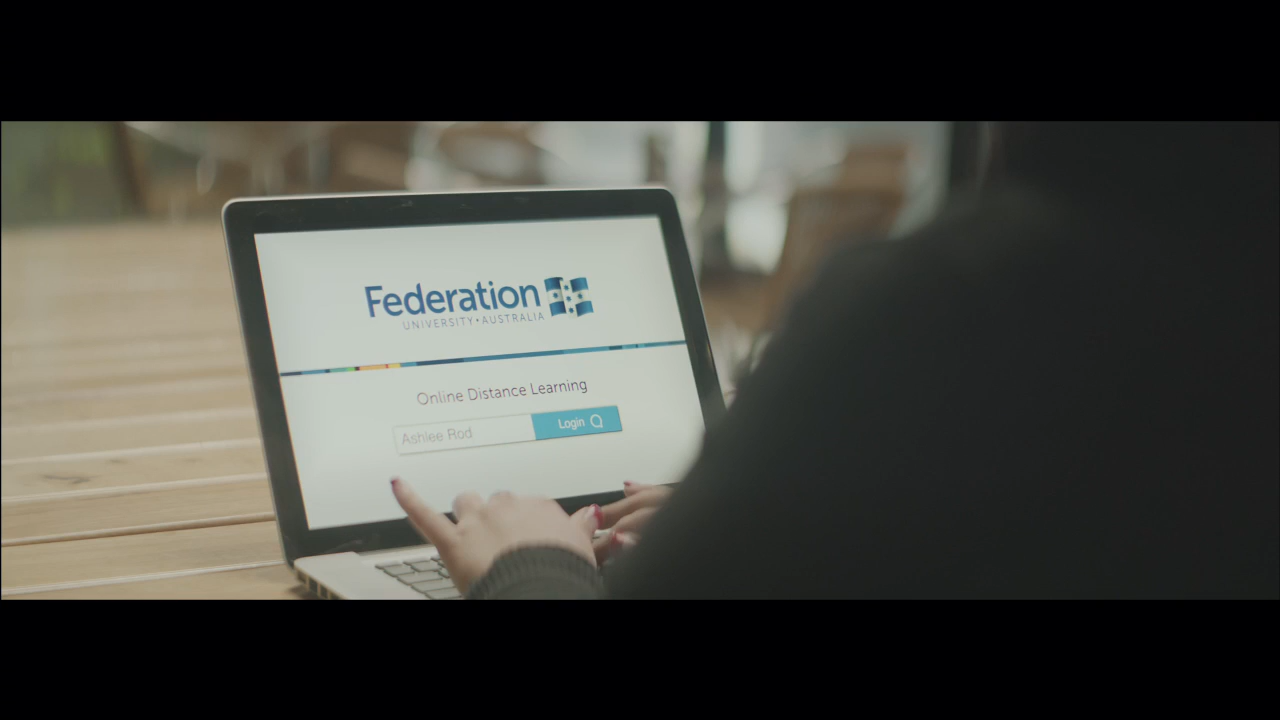 Federation
UNIVERSITY • AUSTRALIA
Online Distance Learning
Ashlee Rod
Login